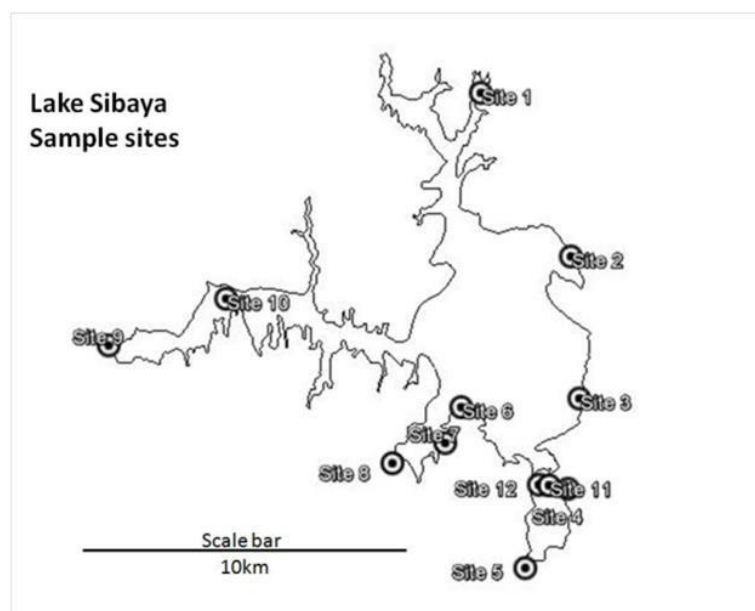 Lake Sibaya
Sample sites
Site 1
Site 2
Site 10
Site 9
Site 3
Site 6
Site 7
Site 8
Site 12
Site 11
Site 4
Scale bar
10km
Site 5